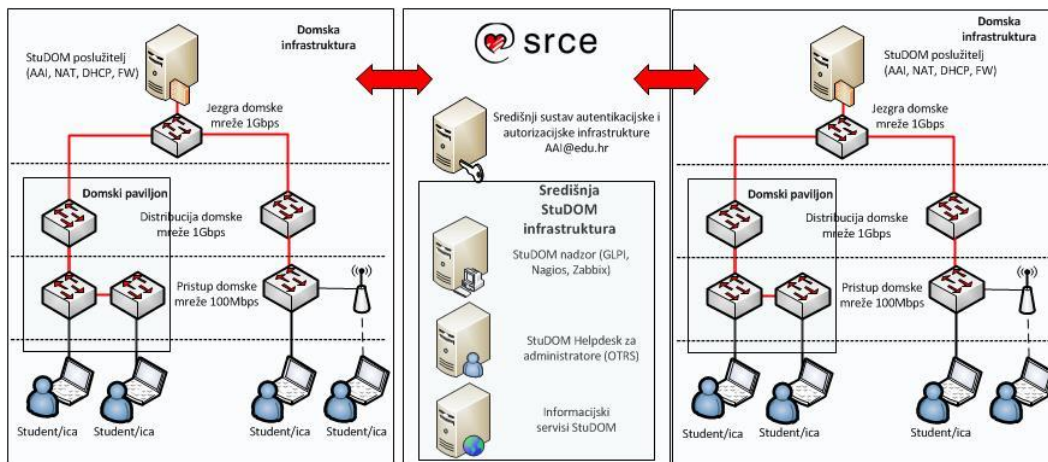 Domska
infrastruktura
StuDOM poslužitelj
(AAI, NAT, DHCP, FW)
Jezgra domske
mreže 1Gbps
Domski paviljon
Distribucija domske
mreže 1Gbps
Pristup domske
mreže 100Mbps
Student/ica
Student/ica
Student/ica
Student/ica
srce
Središnji sustav autentikacijske i
autorizacijske infrastrukture
AAI@edu.hr
Središnja
StuDOM
infrastruktura
StuDOM nadzor (GLPI,
Nagios, Zabbix)
StuDOM Helpdesk za
administratore (OTRS)
Informacijski
servisi StuDOM
Domska
infrastruktura
StuDOM poslužitelj
(AAI, NAT, DHCP, FW)
Jezgra domske
mreže 1Gbps
Domski paviljon
Distribucija domske
mreže 1Gbps
Pristup domske
mreže 100Mbps
Student/ica
Student/ica
Student/ica
Student/ica